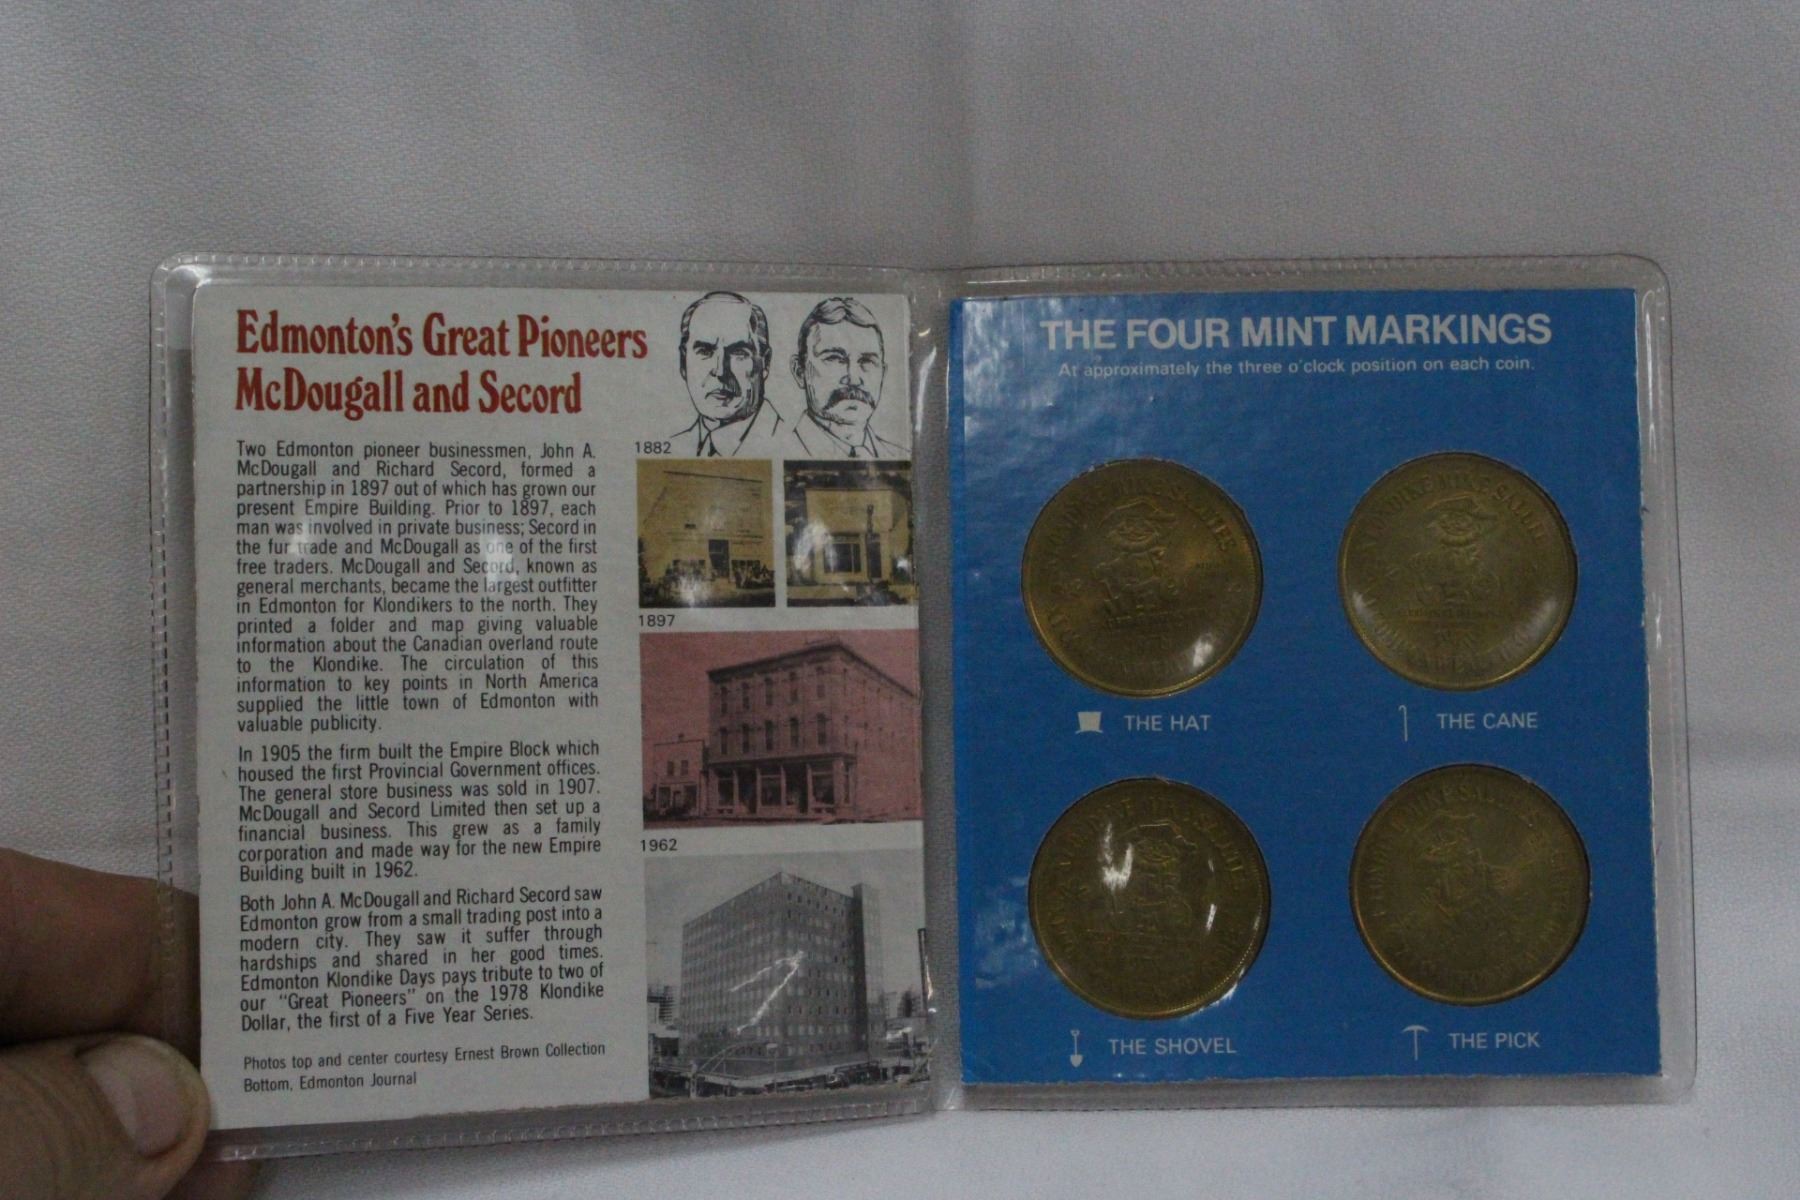 Edmonton's Great Pioneers
McDougall and Secord
Two Edmonton pioneer businessmen, John A.
McDougall and Richard Secord, formed a
partnership in 1897 out of which has grown our
present Empire Building. Prior to 1897, each
man was involved in private business; Secord in
the fur trade and McDougall as one of the first
free traders. McDougall and Secord, known as
general merchants, became the largest outfitter
in Edmonton for Klondikers to the north. They
printed a folder and map giving valuable
information about the Canadian overland route
to the Klondike. The circulation of this
information to key points in North America
supplied the little town of Edmonton with
valuable publicity.
In 1905 the firm built the Empire Block which
housed the first Provincial Government offices.
The general store business was sold in 1907.
McDougall and Secord Limited then set up a
financial business. This grew as a family
corporation and made way for the new Empire
Building built in 1962.
Both John A. McDougall and Richard Secord saw
Edmonton grow from a small trading post into a
modern city. They saw it suffer through
hardships and shared in her good times.
Edmonton Klondike Days pays tribute to two of
our "Great Pioneers" on the 1978 Klondike
Dollar, the first of a Five Year Series.
Photos top and center courtesy Ernest Brown Collection
Bottom, Edmonton Journal
1882
1897
1962
THE FOUR MINT MARKINGS
At approximately the three o'clock position on each coin.
KLONDIKE MIKE SALUTES
KLONDIKE MIKE SALUTES
THE HAT
THE CANE
MIKE SALUTES
THE SHOVEL
THE PICK